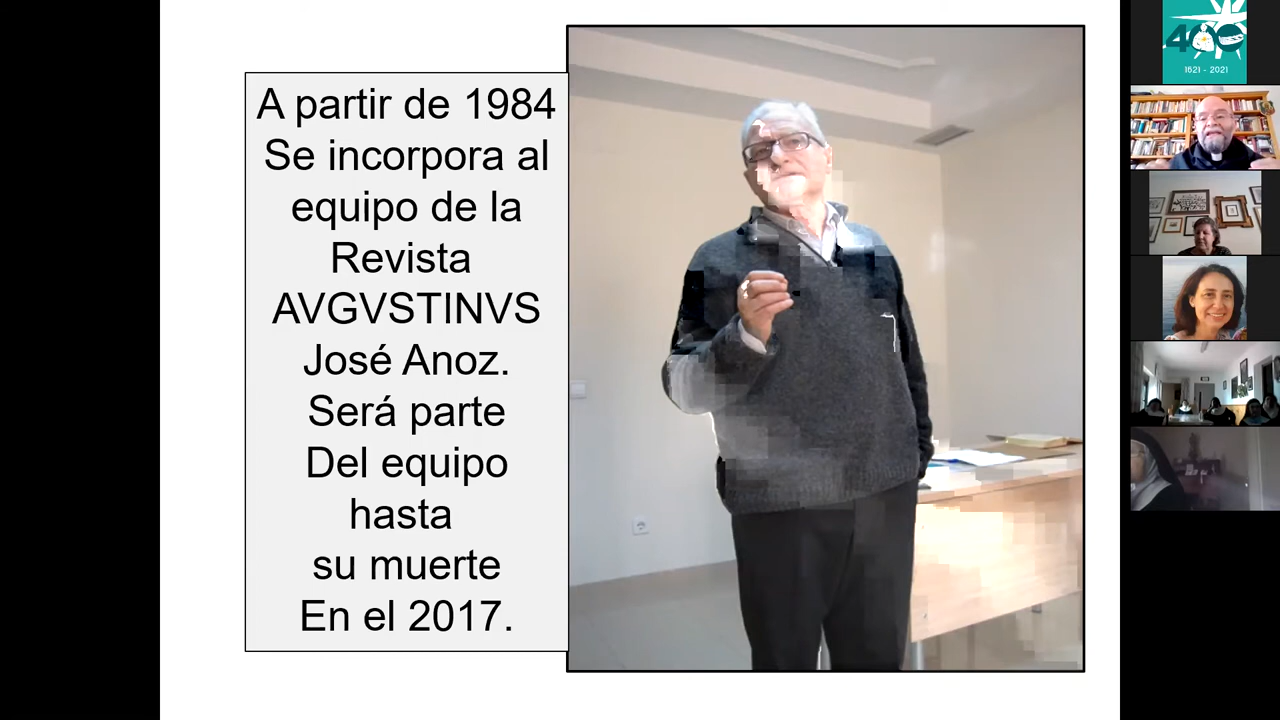 A partir de 1984
Se incorpora al
equipo de la
Revista
AVGVSTINVS
José Anoz.
Será parte
Del equipo
hasta
su muerte
En el 2017.
400
1621 - 2021